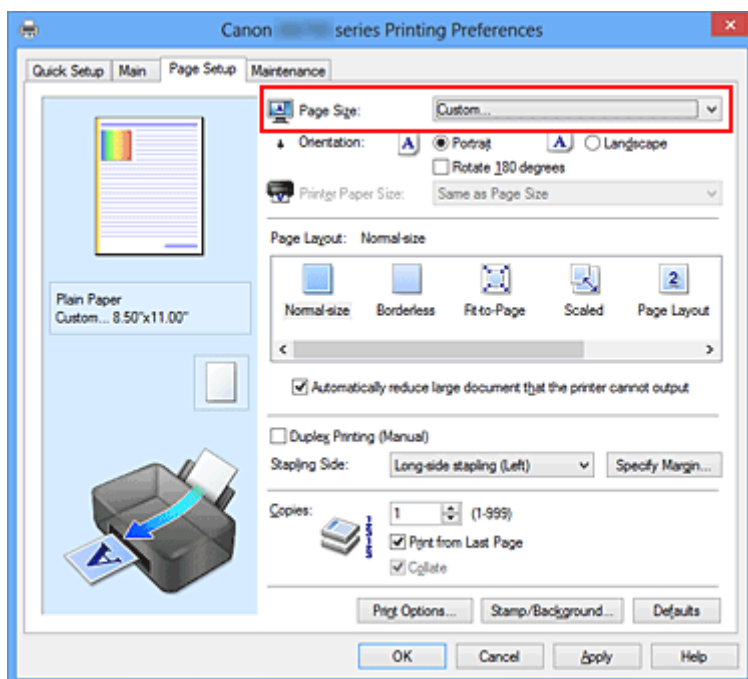 Canon series Printing Preferences
Quick Setup Main Page Setup Maintenance
Page Size: Custom...
Orientation: A Portrait A Landscape
Rotate 180 degrees
Printer Paper Size: Same as Page Size
Page Layout: Normal-size
2
Normal-size Borderless Fit-to-Page Scaled Page Layout
Plain Paper
Custom... 8.50"x11.00"
Automatically reduce large document that the printer cannot output
Duplex Printing (Manual)
Stapling Side: Long-side stapling (Left) Specify Margin...
Copies: 1 (1-999)
Print from Last Page
Collate
A
Print Options... Stamp/Background... Defaults
OK Cancel Apply Help